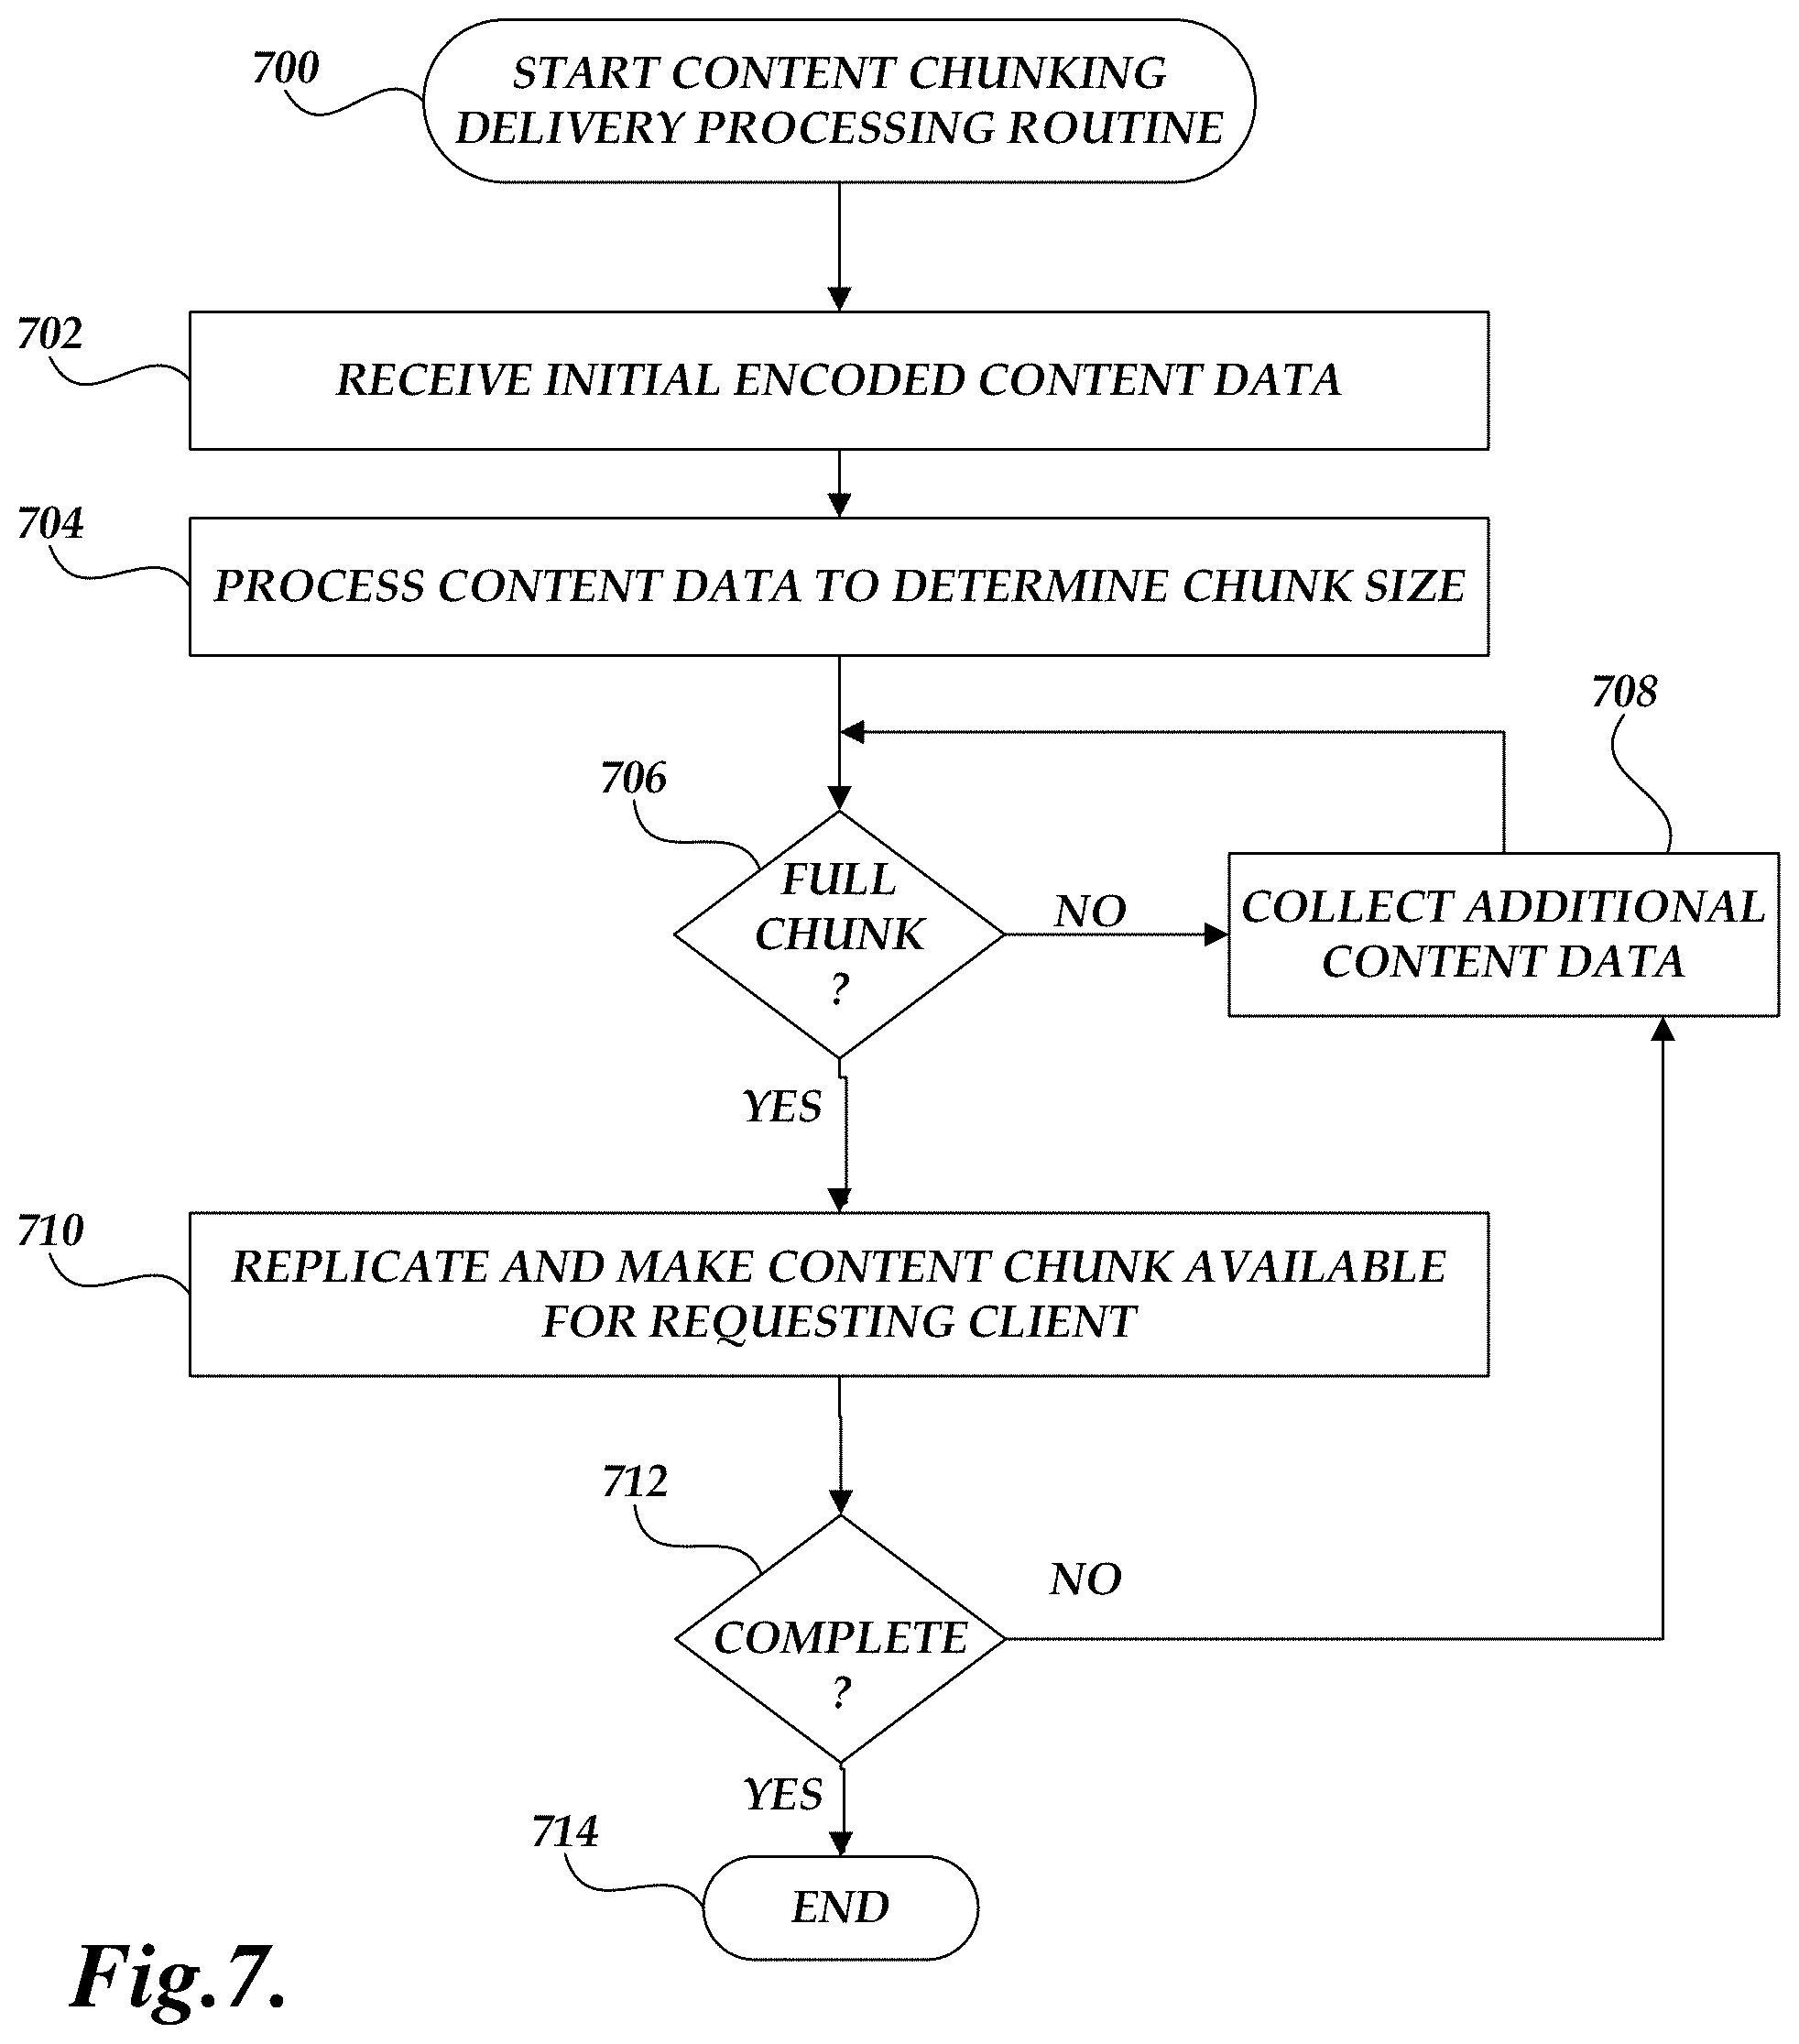 700
START CONTENT CHUNKING
DELIVERY PROCESSING ROUTINE
702
RECEIVE INITIAL ENCODED CONTENT DATA
704
PROCESS CONTENT DATA TO DETERMINE CHUNK SIZE
708
706
FULL
CHUNK
?
NO
COLLECT ADDITIONAL
CONTENT DATA
YES
710
REPLICATE AND MAKE CONTENT CHUNK AVAILABLE
FOR REQUESTING CLIENT
712
COMPLETE
?
NO
YES
714
END
Fig.7.